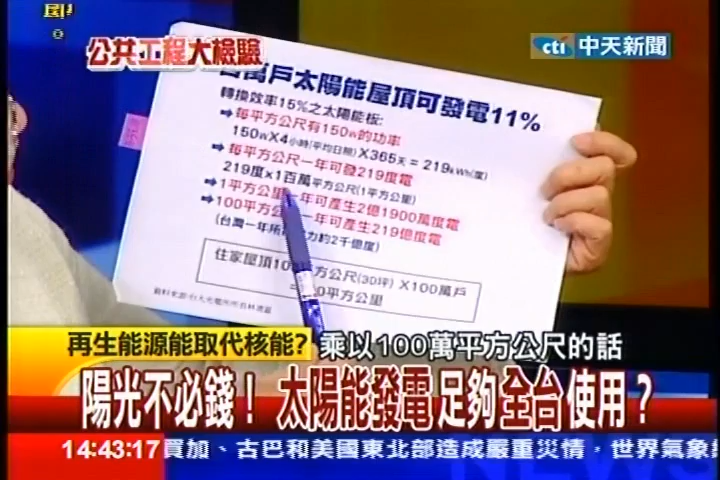 公共工程大檢驗
cti 中天新聞
百萬戶太陽能屋頂可發電11%
轉換效率15%之太陽能板:
➔每平方公尺有150w的功率
150w X 4小時(平均日照) X 365天 = 219kWh(度)
➔每平方公尺一年可發219度電
219度x1百萬平方公尺(1平方公里)
➔1平方公里一年可產生2億1900萬度電
➔100平方公 一年可產生219億度電
(台灣一年所 力約2千億度)
住家屋頂10 方公尺(30坪) X 100萬戶
0平方公里
再生能源能取代核能?
乘以100萬平方公尺的話
陽光不必錢! 太陽能發電足夠全台使用?
14:43:17 買加、古巴和美國東北部造成嚴重災情,世界氣象